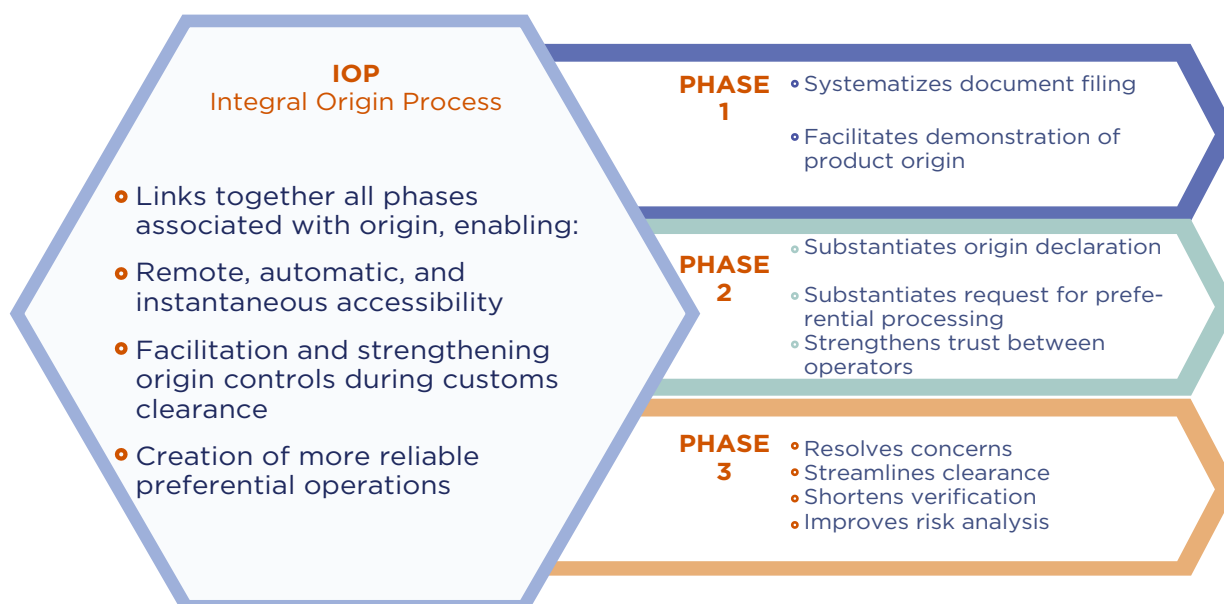 IOP
Integral Origin Process
Links together all phases
associated with origin, enabling:
Remote, automatic, and
instantaneous accessibility
Facilitation and strengthening
origin controls during customs
clearance
Creation of more reliable
preferential operations
PHASE
1
Systematizes document filing
Facilitates demonstration of
product origin
PHASE
2
Substantiates origin declaration
Substantiates request for prefe-
rential processing
Strengthens trust between
operators
PHASE
3
Resolves concerns
Streamlines clearance
Shortens verification
Improves risk analysis